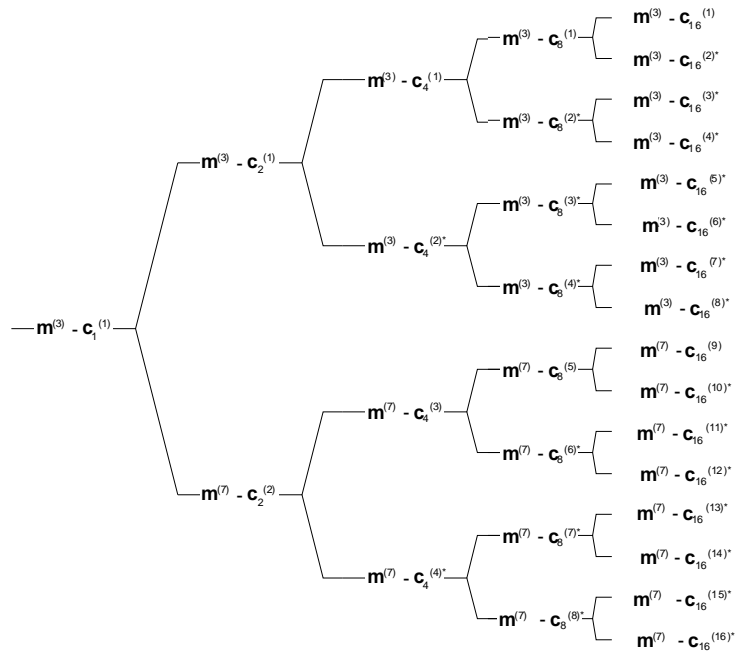 m(3) - c16(1)
m(3) - c8(1)
m(3) - c16(2)*
m(3) - c4(1)
m(3) - c16(3)*
m(3) - c8(2)*
m(3) - c16(4)*
m(3) - c2(1)
m(3) - c16(5)*
m(3) - c8(3)*
m(3) - c16(6)*
m(3) - c4(2)*
m(3) - c16(7)*
m(3) - c8(4)*
m(3) - c16(8)*
m(3) - c1(1)
m(7) - c16(9)
m(7) - c8(5)
m(7) - c16(10)*
m(7) - c4(3)
m(7) - c16(11)*
m(7) - c8(6)*
m(7) - c16(12)*
m(7) - c2(2)
m(7) - c16(13)*
m(7) - c8(7)*
m(7) - c16(14)*
m(7) - c4(4)*
m(7) - c16(15)*
m(7) - c8(8)*
m(7) - c16(16)*